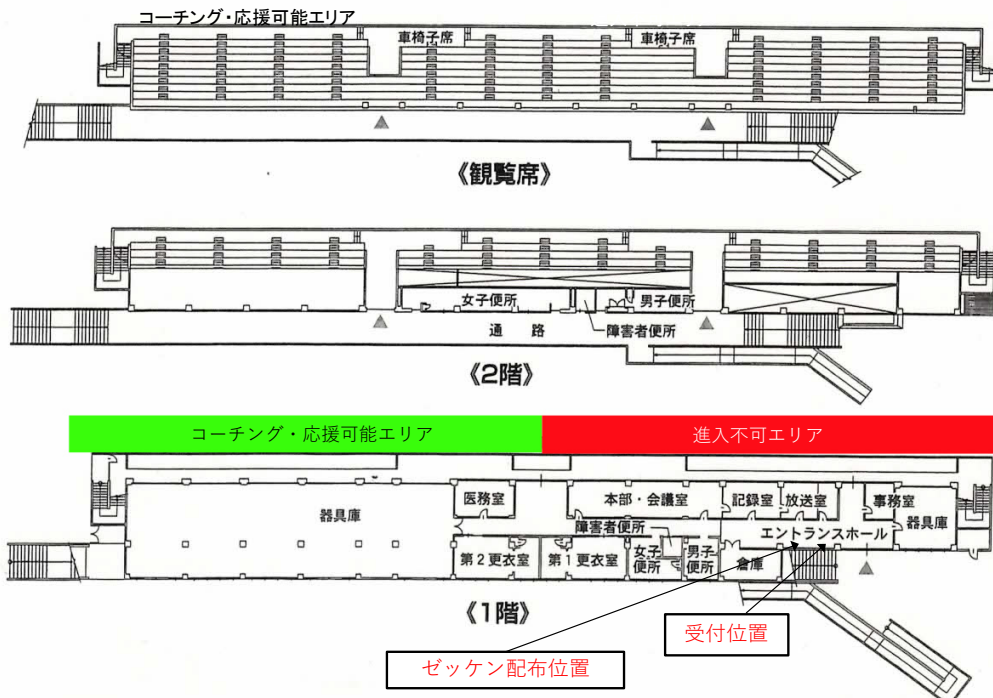 コーチング・応援可能エリア
車椅子席
車椅子席
《観覧席》
女子便所
男子便所
通　路
障害者便所
《2階》
コーチング・応援可能エリア
進入不可エリア
医務室
本部・会議室
記録室
放送室
事務室
器具庫
器具庫
障害者便所
エントランスホール
第2更衣室
第1更衣室
女子便所
男子便所
倉庫
《1階》
受付位置
ゼッケン配布位置